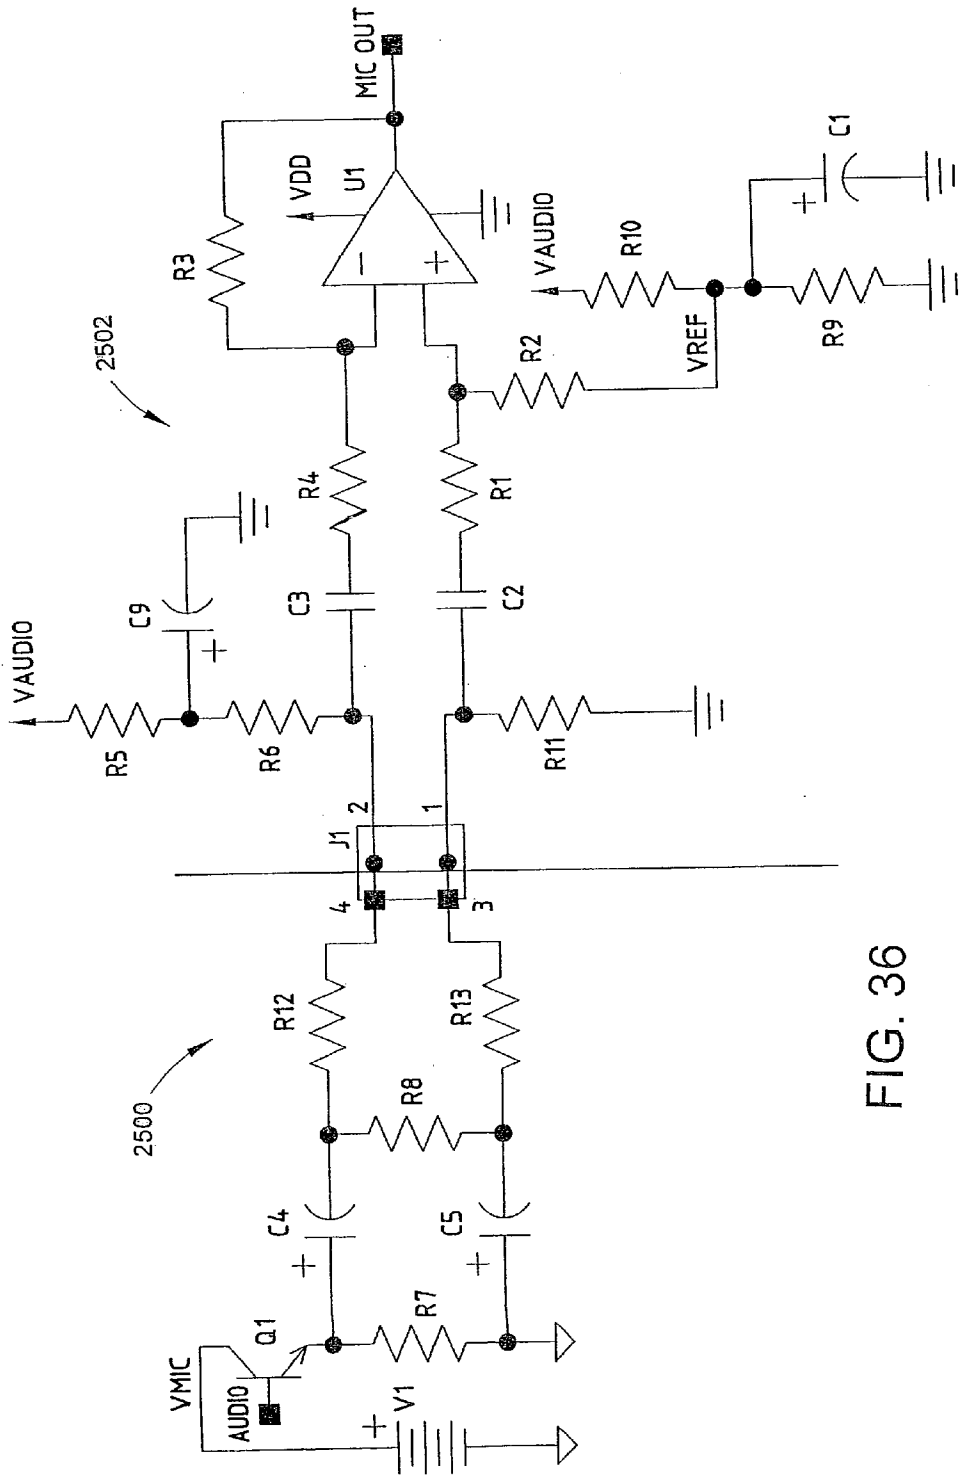 2500
2502
VMIC
AUDIO
Q1
+
V1
R7
+
C4
+
C5
R8
R12
R13
4
3
J1
2
1
VAUDIO
R5
R6
R11
C9
+
C3
C2
R4
R1
R3
R2
VREF
−
+
U1
VDD
MIC OUT
VAUDIO
R10
R9
+
C1
FIG. 36